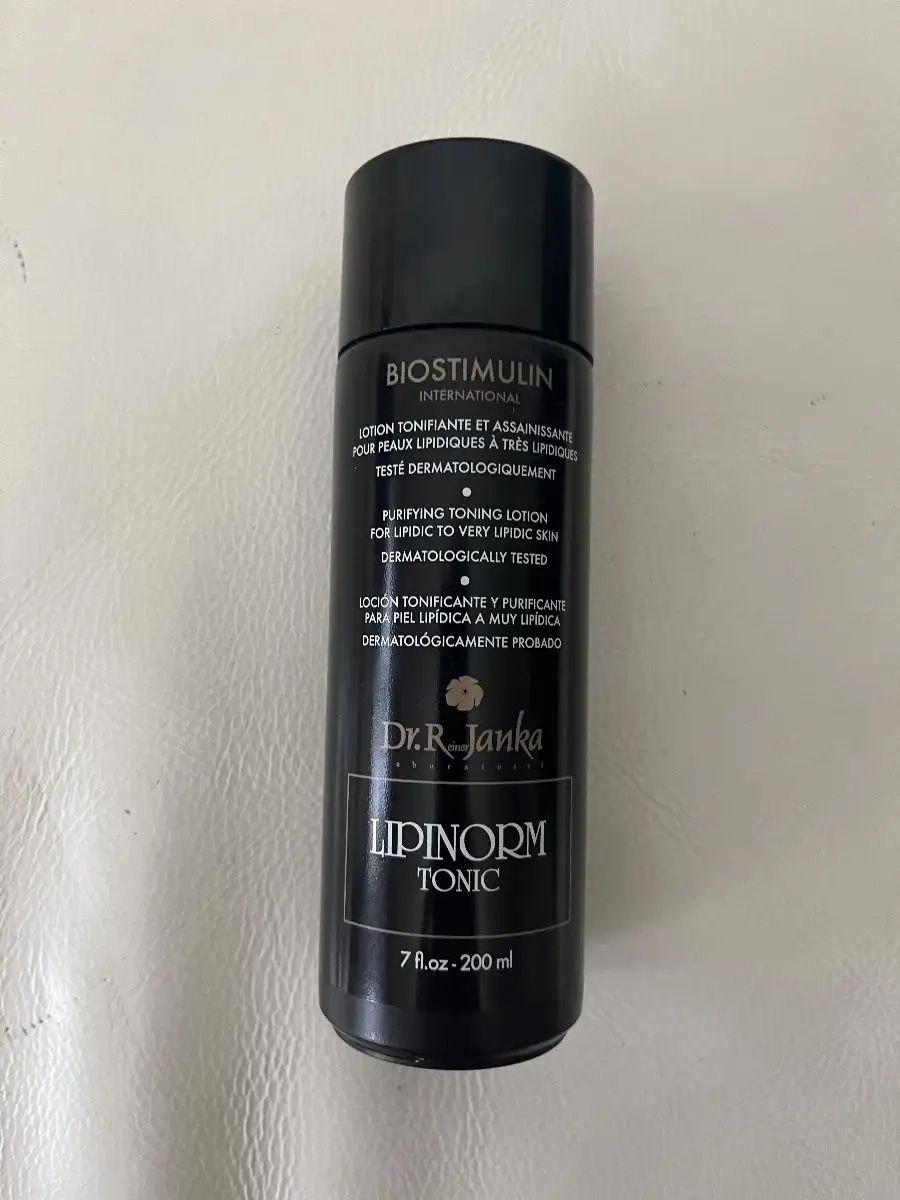 BIOSTIMULIN
INTERNATIONAL
LOTION TONIFIANTE ET ASSAINISSANTE
POUR PEAUX LIPIDIQUES À TRÈS LIPIDIQUES
TESTÉ DERMATOLOGIQUEMENT
PURIFYING TONING LOTION
FOR LIPIDIC TO VERY LIPIDIC SKIN
DERMATOLOGICALLY TESTED
LOCIÓN TONIFICANTE Y PURIFICANTE
PARA PIEL LIPÍDICA A MUY LIPÍDICA
DERMATOLÓGICAMENTE PROBADO
Dr. Reiner Janka
LIPINORM
TONIC
7 fl.oz - 200 ml